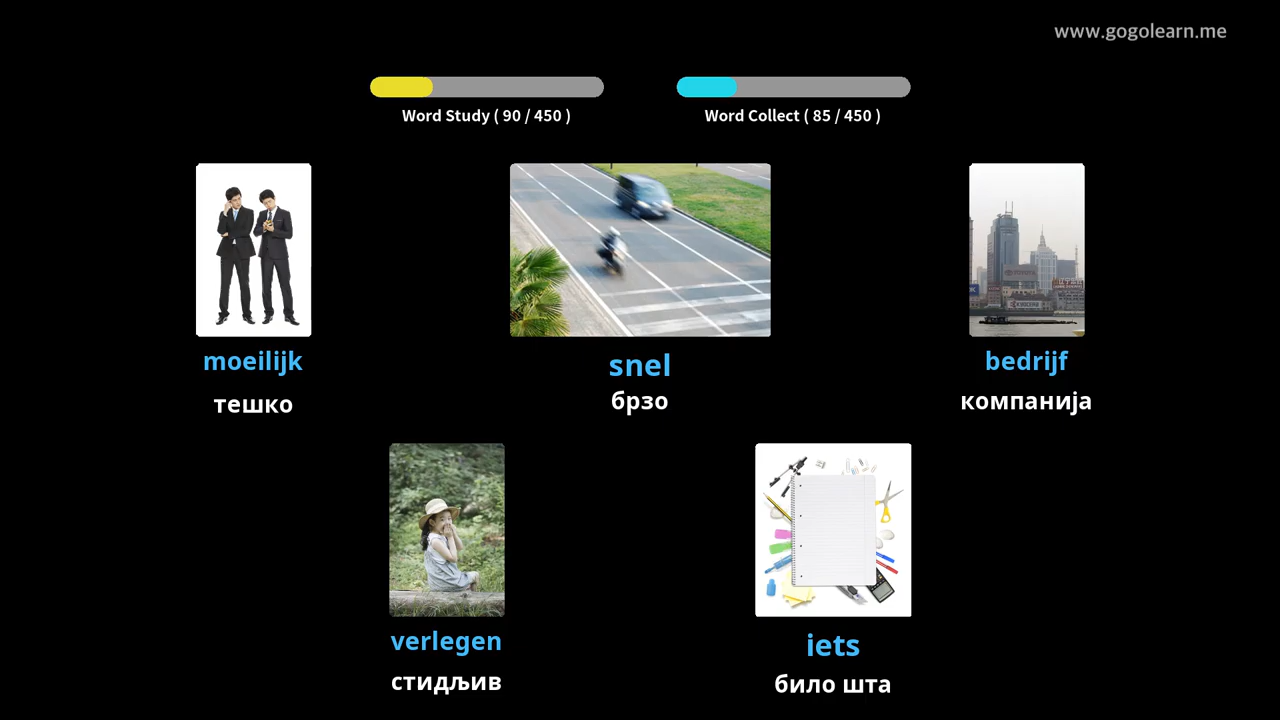 www.gogolearn.me
Word Study ( 90 / 450 )
Word Collect ( 85 / 450 )
moeilijk
тешко
snel
брзо
bedrijf
компанија
verlegen
стидљив
iets
било шта